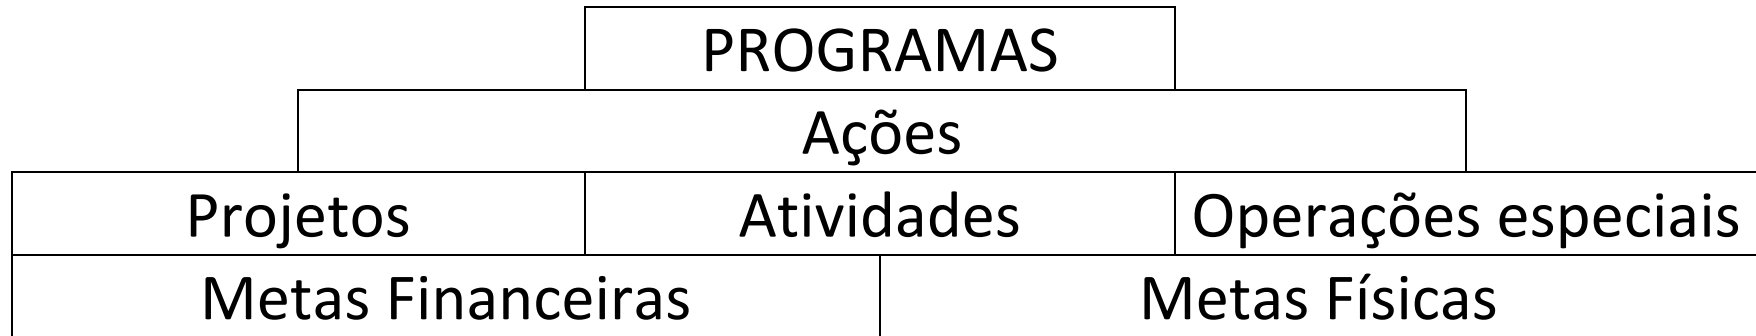 PROGRAMAS
Ações
Projetos Atividades Operações especiais
Metas Financeiras Metas Físicas